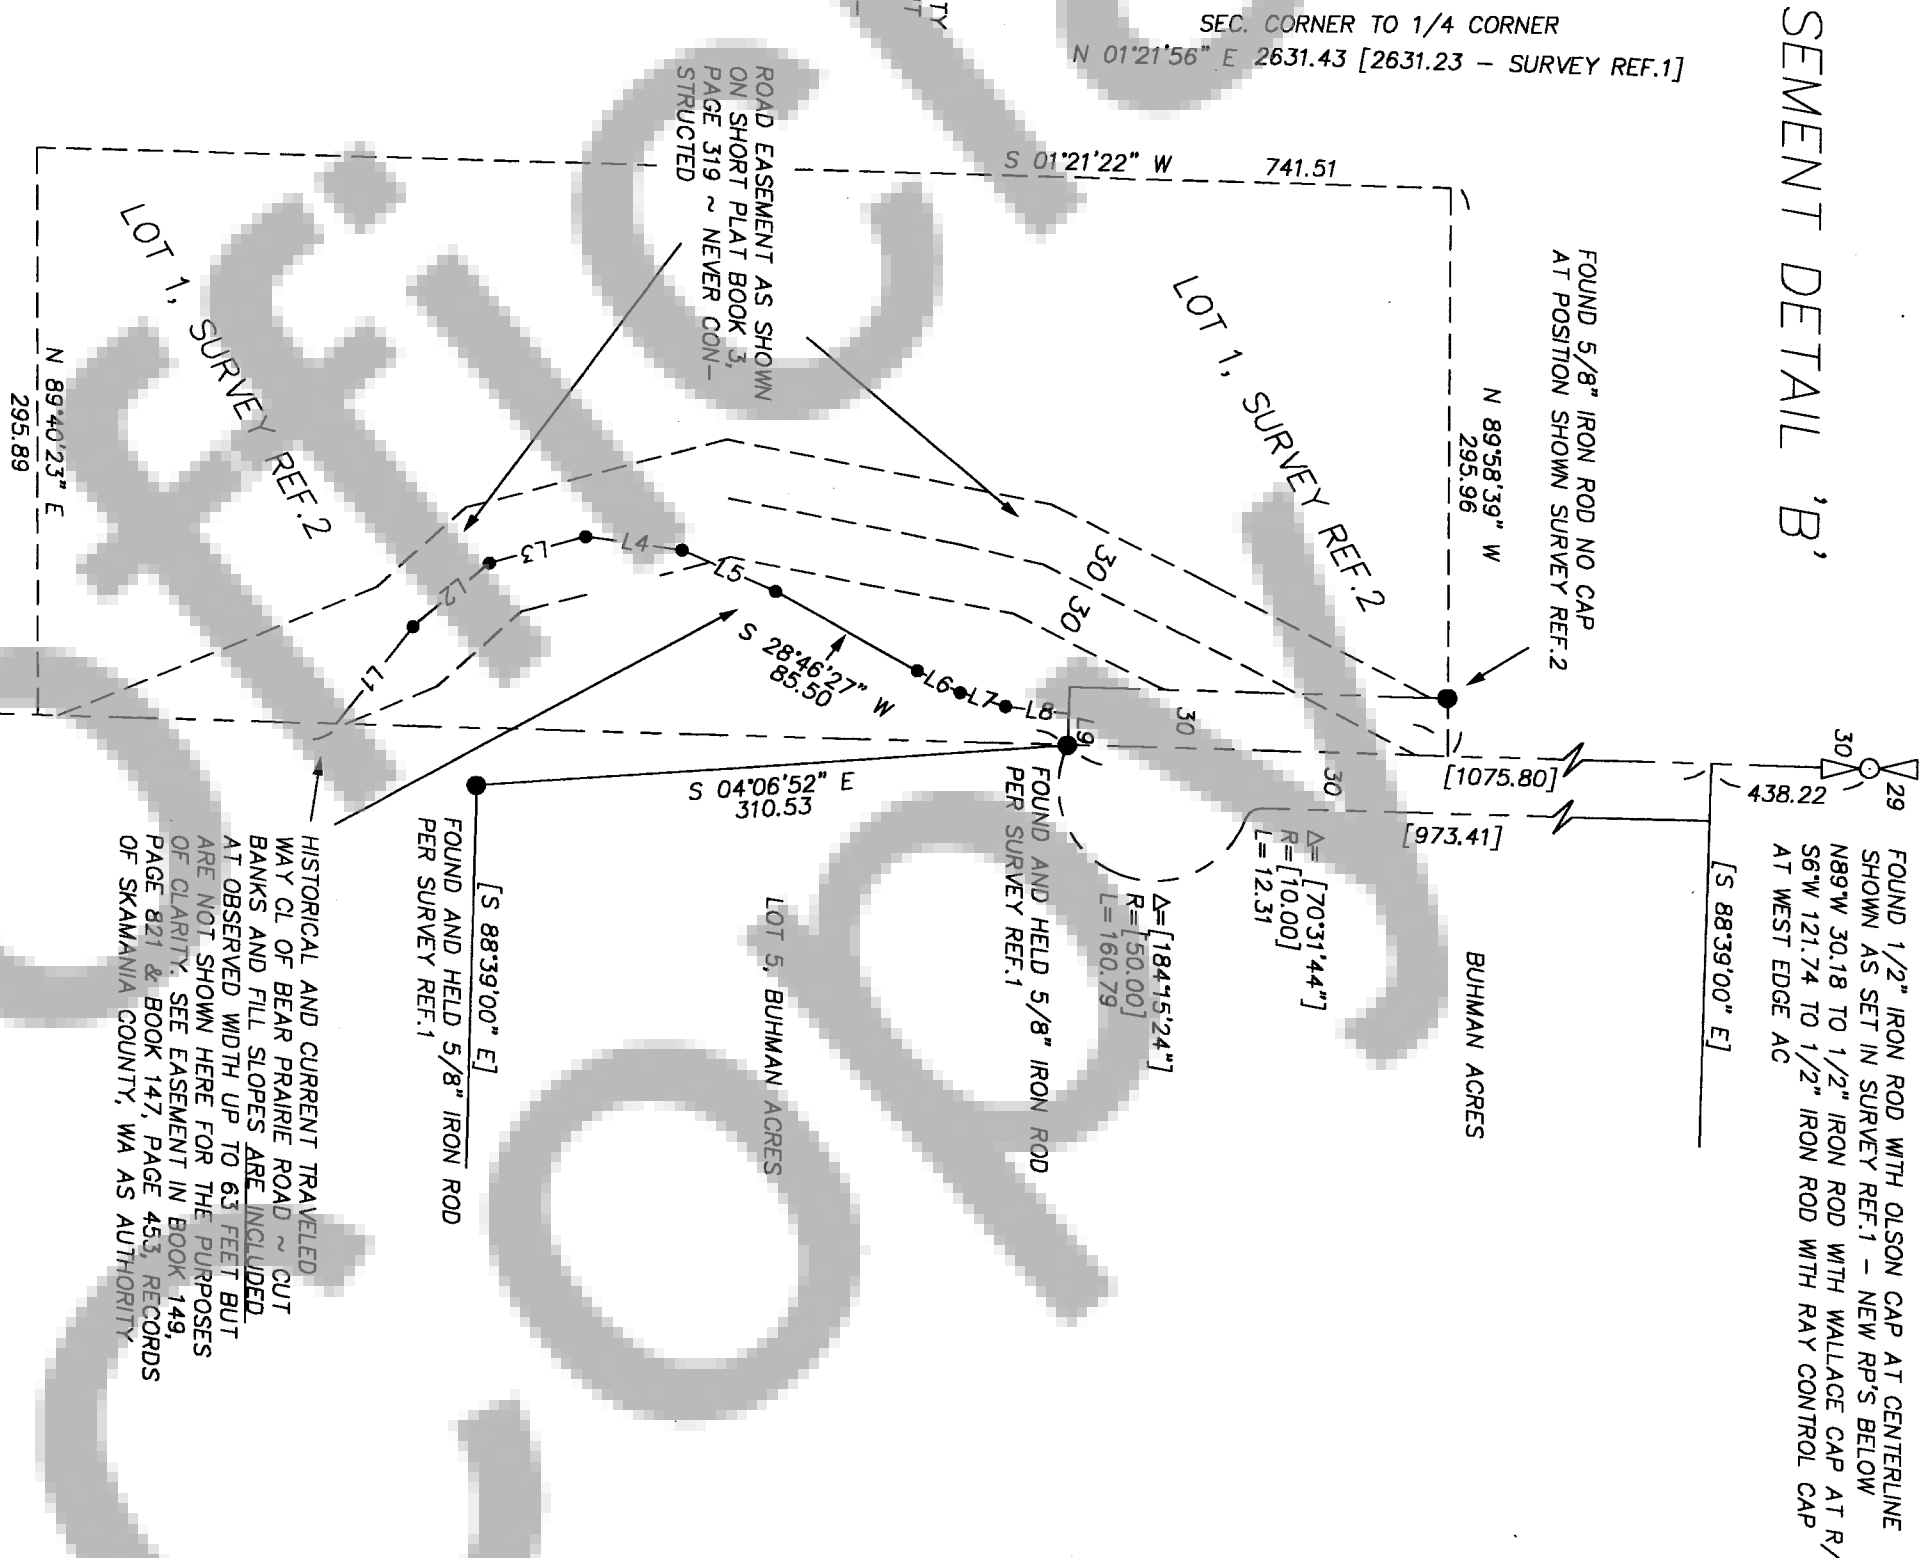 SEMENT DETAIL 'B'
TY
SEC. CORNER TO 1/4 CORNER
N 01°21'56" E 2631.43 [2631.23 - SURVEY REF.1]
S 01°21'22" W 741.51
ROAD EASEMENT AS SHOWN
ON SHORT PLAT BOOK 3,
PAGE 319 ~ NEVER CON-
STRUCTED
FOUND 5/8" IRON ROD NO CAP
AT POSITION SHOWN SURVEY REF.2
N 89°58'39" W
295.96
LOT 1, SURVEY REF.2
LOT 1, SURVEY REF.2
N 89°40'23" E
295.89
30
30
30
30
L1
L2
L3
L4
L5
L6
L7
L8
L9
S 28°46'27" W
85.50
S 04°06'52" E
310.53
[1075.80]
[973.41]
438.22
30
29
FOUND 1/2" IRON ROD WITH OLSON CAP AT CENTERLINE
SHOWN AS SET IN SURVEY REF.1 - NEW RP'S BELOW
N89°W 30.18 TO 1/2" IRON ROD WITH WALLACE CAP AT R/
S6°W 121.74 TO 1/2" IRON ROD WITH RAY CONTROL CAP
AT WEST EDGE AC
[S 88°39'00" E]
BUHMAN ACRES
Δ= [70°31'44"]
R=[10.00]
L= 12.31
Δ=[184°15'24"]
R=[50.00]
L=160.79
FOUND AND HELD 5/8" IRON ROD
PER SURVEY REF.1
LOT 5, BUHMAN ACRES
[S 88°39'00" E]
FOUND AND HELD 5/8" IRON ROD
PER SURVEY REF.1
HISTORICAL AND CURRENT TRAVELED
WAY CL OF BEAR PRAIRIE ROAD ~ CUT
BANKS AND FILL SLOPES ARE INCLUDED
AT OBSERVED WIDTH UP TO 63 FEET BUT
ARE NOT SHOWN HERE FOR THE PURPOSES
OF CLARITY. SEE EASEMENT IN BOOK 149,
PAGE 821 & BOOK 147, PAGE 453, RECORDS
OF SKAMANIA COUNTY, WA AS AUTHORITY
Unofficial
Copy